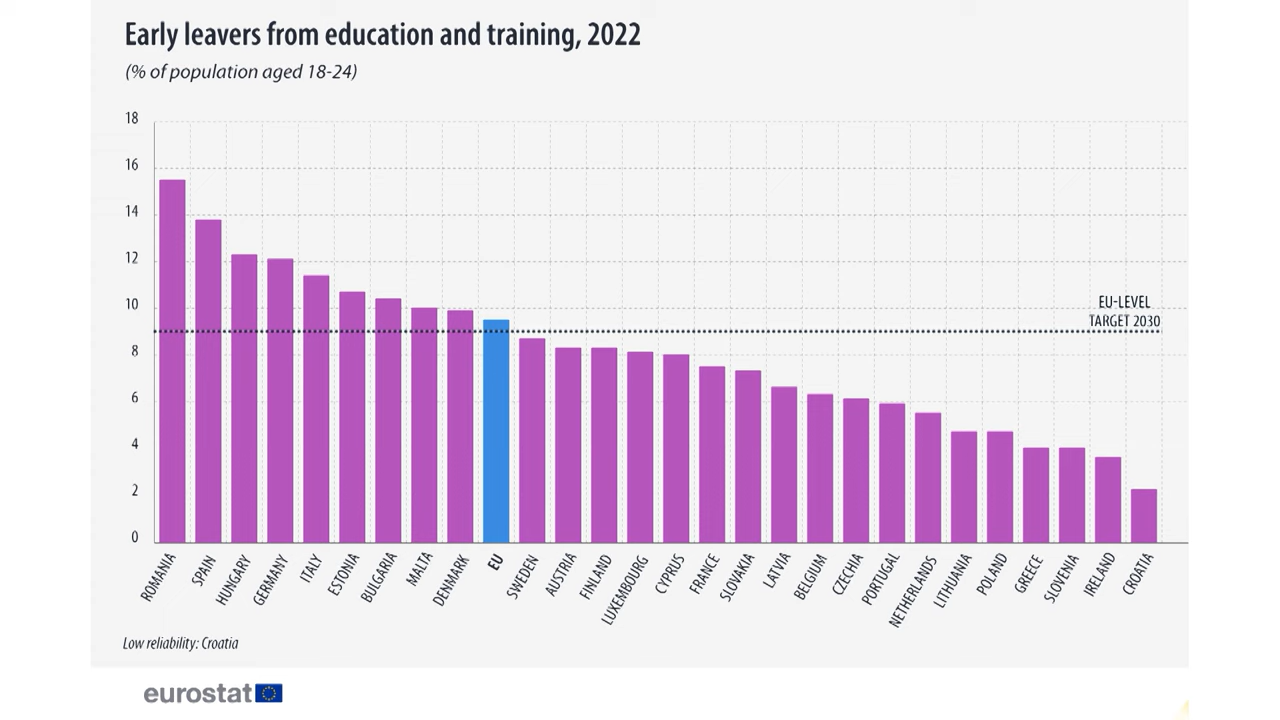 Early leavers from education and training, 2022
(% of population aged 18-24)
18
16
14
12
10
8
6
4
2
0
EU-LEVEL
TARGET 2030
ROMANIA
SPAIN
HUNGARY
GERMANY
ITALY
ESTONIA
BULGARIA
MALTA
DENMARK
EU
SWEDEN
AUSTRIA
FINLAND
LUXEMBOURG
CYPRUS
FRANCE
SLOVAKIA
LATVIA
BELGIUM
CZECHIA
PORTUGAL
NETHERLANDS
LITHUANIA
POLAND
GREECE
SLOVENIA
IRELAND
CROATIA
Low reliability: Croatia
eurostat